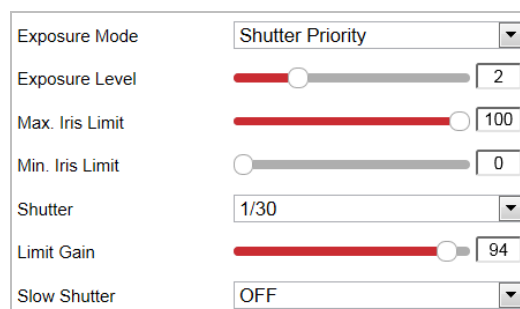 Exposure Mode Shutter Priority
Exposure Level 2
Max. Iris Limit 100
Min. Iris Limit 0
Shutter 1/30
Limit Gain 94
Slow Shutter OFF